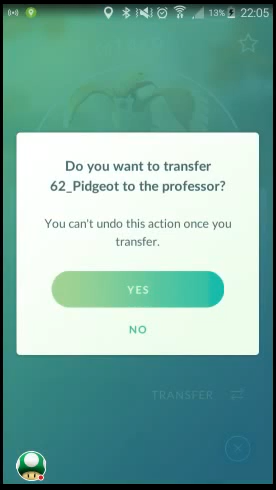 13% 22:05
Do you want to transfer
62_Pidgeot to the professor?
You can't undo this action once you
transfer.
YES
NO
TRANSFER